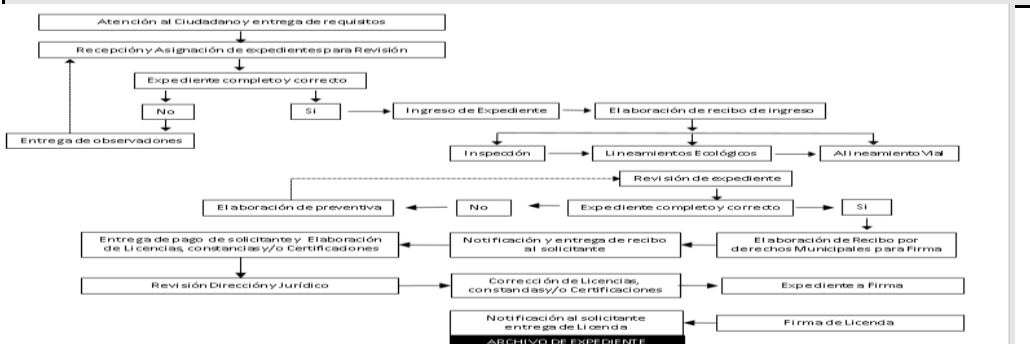 Atención al Ciudadano y entrega de requisitos
Recepción y Asignación de expedientes para Revisión
Expediente completo y correcto
No
Si
Ingreso de Expediente
Elaboración de recibo de ingreso
Entrega de observaciones
Inspección
Lineamientos Ecológicos
Alineamiento Vial
Revisión de expediente
Elaboración de preventiva
No
Expediente completo y correcto
Si
Entrega de pago de solicitante y Elaboración
de Licencias, constancias y/o Certificaciones
Notificación y entrega de recibo
al solicitante
Elaboración de Recibo por
derechos Municipales para Firma
Revisión Dirección y Jurídico
Corrección de Licencias,
constancias y/o Certificaciones
Expediente a Firma
Notificación al solicitante
entrega de Licencia
Firma de Licencia
ARCHIVO DE EXPEDIENTE